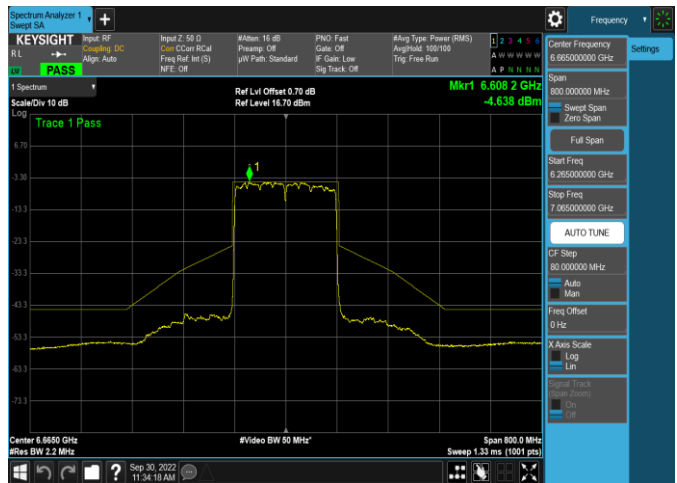 Spectrum Analyzer 1
Swept SA
Frequency
KEYSIGHT
RL
PASS
Input: RF
Coupling: DC
Align: Auto
Input Z: 50 Ω
Corr CCorr RCal
Freq Ref: Int (S)
NFE: Off
#Atten: 16 dB
Preamp: Off
µW Path: Standard
PNO: Fast
Gate: Off
IF Gain: Low
Sig Track: Off
#Avg Type: Power (RMS)
Avg|Hold: 100/100
Trig: Free Run
1 2 3 4 5 6
A W W W W W
A P N N N N
1 Spectrum
Scale/Div 10 dB
Ref Lvl Offset 0.70 dB
Ref Level 16.70 dBm
Mkr1 6.608 2 GHz
-4.638 dBm
Log
Trace 1 Pass
6.70
-3.30
-13.3
-23.3
-33.3
-43.3
-53.3
-63.3
-73.3
1
Center 6.6650 GHz
#Res BW 2.2 MHz
#Video BW 50 MHz*
Span 800.0 MHz
Sweep 1.33 ms (1001 pts)
Sep 30, 2022
11:34:18 AM
Center Frequency
6.665000000 GHz
Settings
Span
800.000000 MHz
Swept Span
Zero Span
Full Span
Start Freq
6.265000000 GHz
Stop Freq
7.065000000 GHz
AUTO TUNE
CF Step
80.000000 MHz
Auto
Man
Freq Offset
0 Hz
X Axis Scale
Log
Lin
Signal Track
(Span Zoom)
On
Off